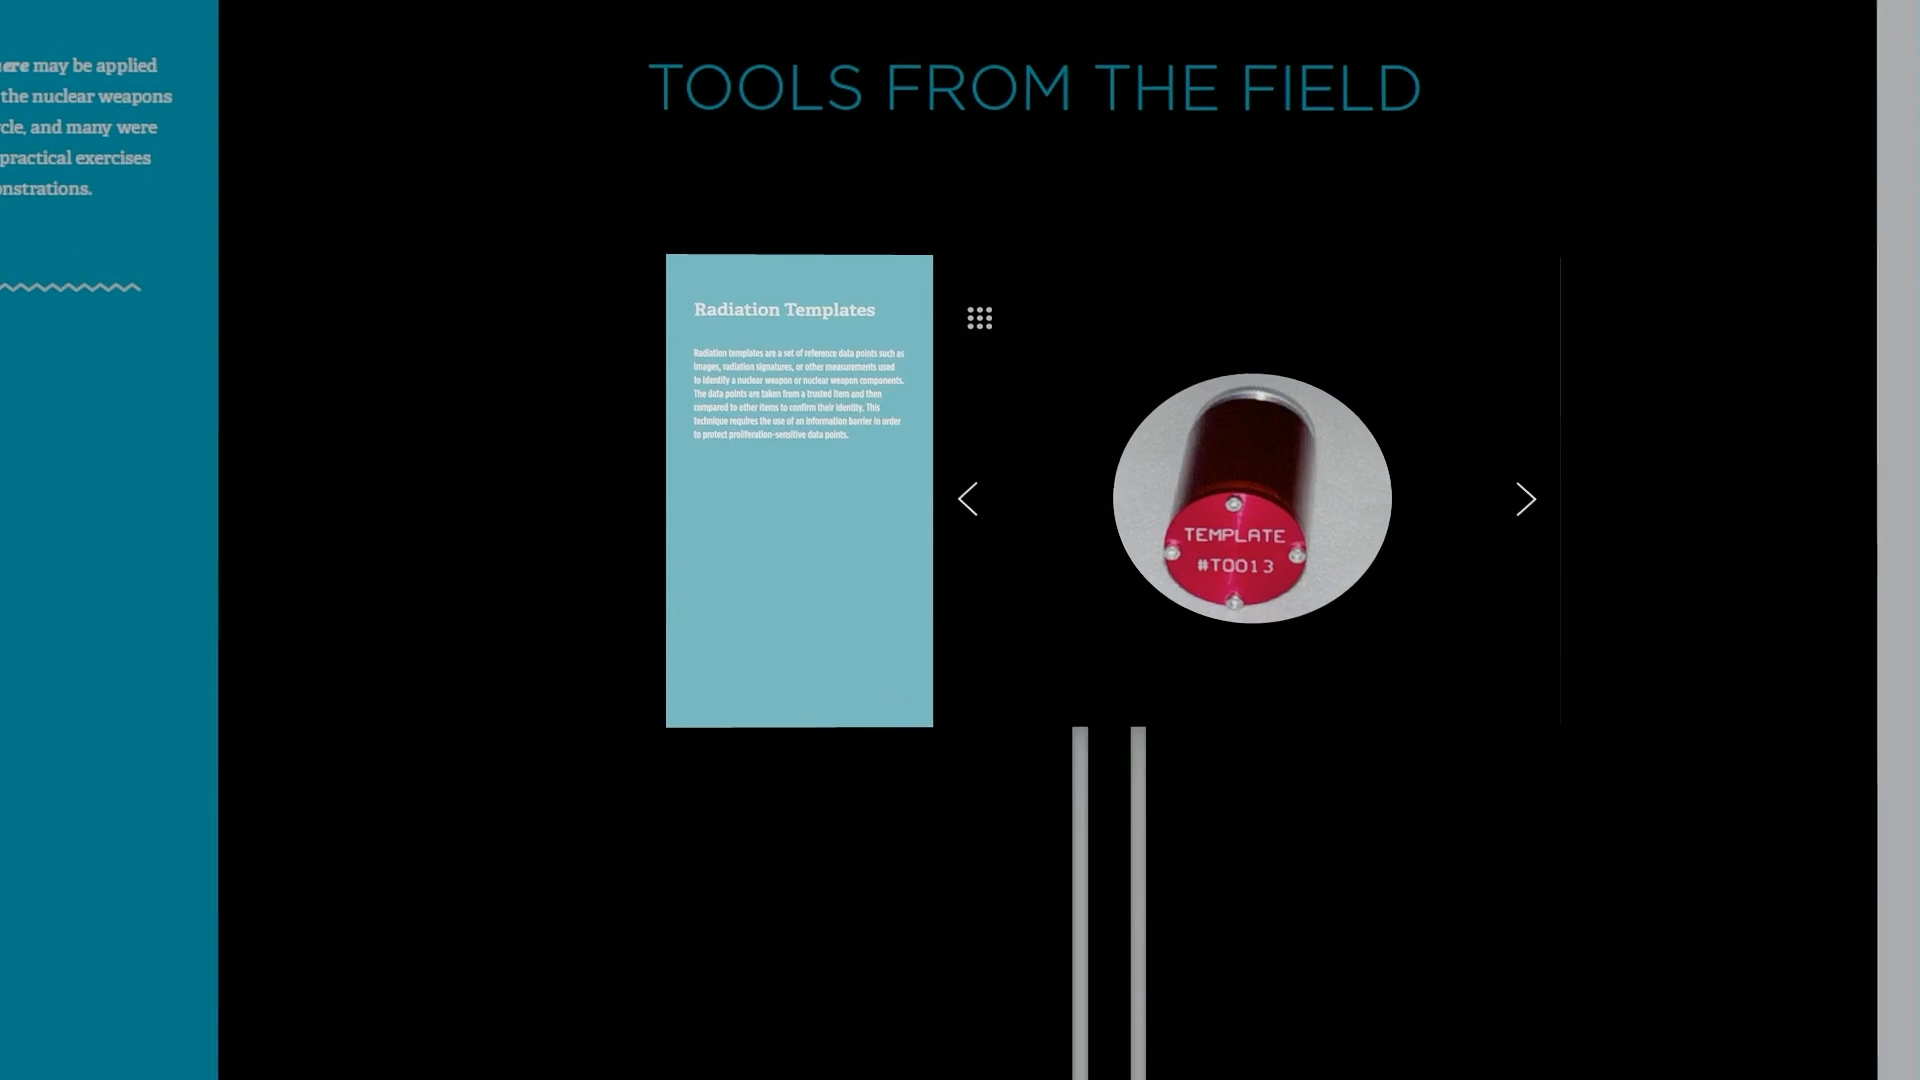 ere may be applied
the nuclear weapons
cle, and many were
practical exercises
onstrations.
TOOLS FROM THE FIELD
Radiation Templates
Radiation templates are a set of reference data points such as
images, radiation signatures, or other measurements used
to identify a nuclear weapon or nuclear weapon components.
The data points are taken from a trusted item and then
compared to other items to confirm their identity. This
technique requires the use of an information barrier in order
to protect proliferation-sensitive data points.
TEMPLATE
#T0013